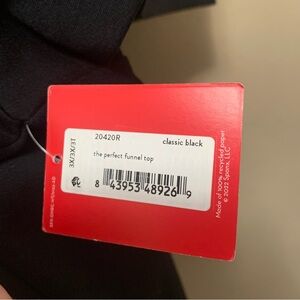 3X/3X/3T
20420R
classic black
the perfect funnel top
8 43953 48926 9
Made of 100% recycled paper!
© 2022 Spanx, LLC